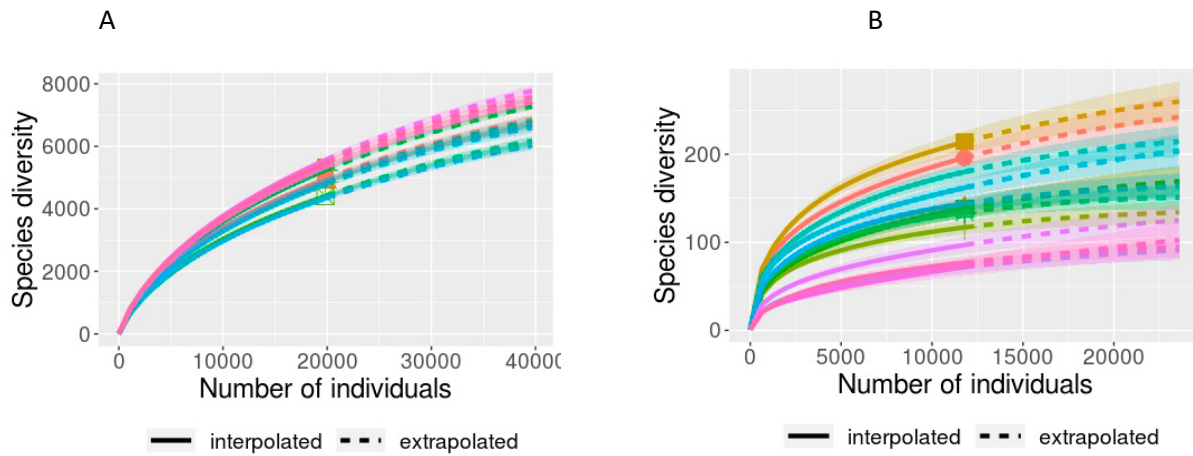 A
B
Species diversity
8000
6000
4000
2000
0
0 10000 20000 30000 4000
Number of individuals
interpolated extrapolated
Species diversity
200
100
0
0 5000 10000 15000 20000
Number of individuals
interpolated extrapolated